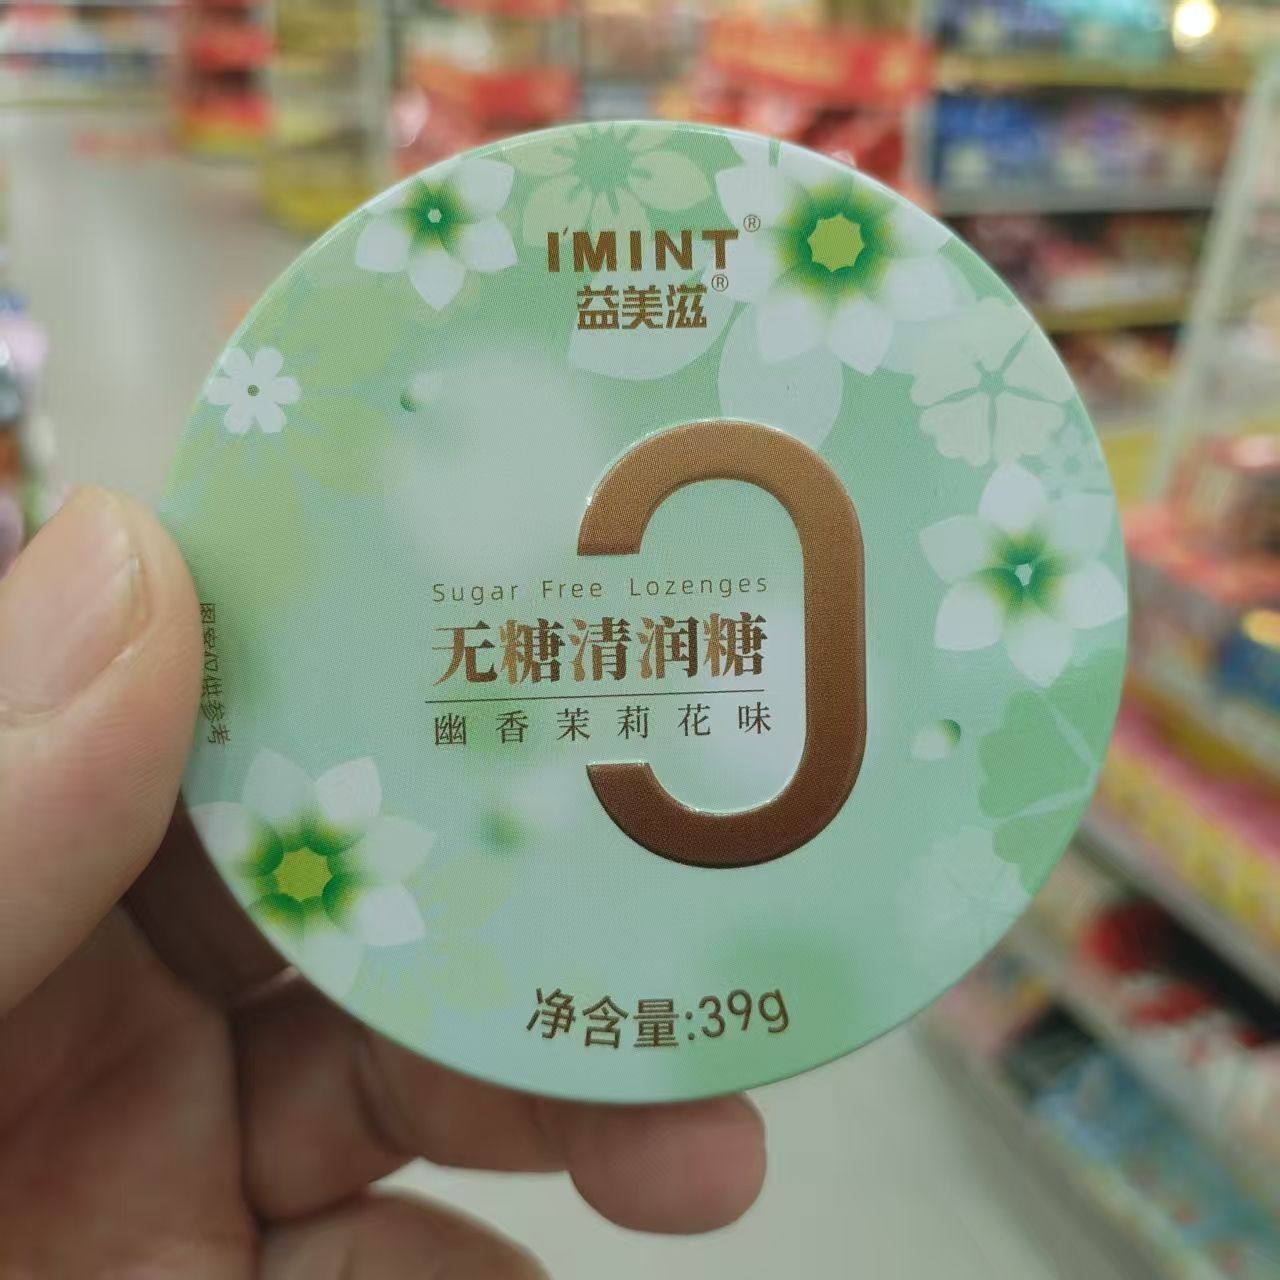 I'MINT®
益美滋®
Sugar Free Lozenges
无糖清润糖
幽香茉莉花味
净含量:39g
图案仅供参考